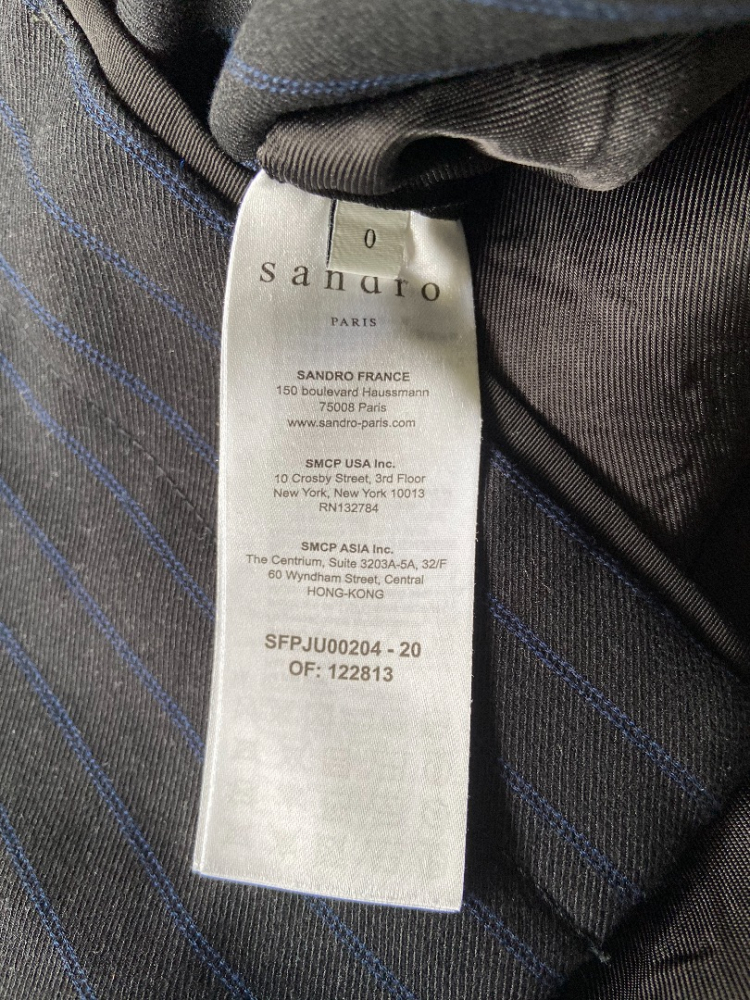 0
sandro
PARIS
SANDRO FRANCE
150 boulevard Haussmann
75008 Paris
www.sandro-paris.com
SMCP USA Inc.
10 Crosby Street, 3rd Floor
New York, New York 10013
RN132784
SMCP ASIA Inc.
The Centrium, Suite 3203A-5A, 32/F
60 Wyndham Street, Central
HONG-KONG
SFPJU00204 - 20
OF: 122813